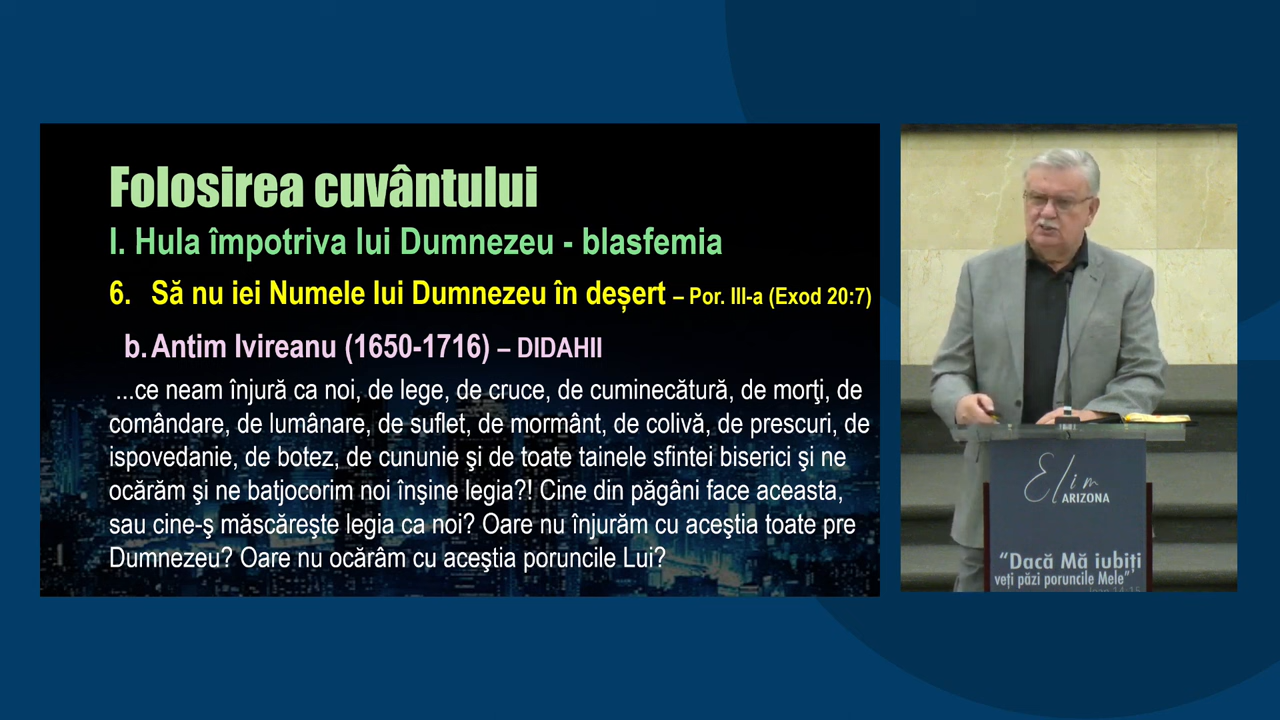 Folosirea cuvântului
I. Hula împotriva lui Dumnezeu - blasfemia
6. Să nu iei Numele lui Dumnezeu în deșert – Por. III-a (Exod 20:7)
b. Antim Ivireanu (1650-1716) – DIDAHII
...ce neam înjură ca noi, de lege, de cruce, de cuminecătură, de morţi, de
comândare, de lumânare, de suflet, de mormânt, de colivă, de prescuri, de
ispovedanie, de botez, de cununie şi de toate tainele sfintei biserici şi ne
ocărăm şi ne batjocorim noi înşine legia?! Cine din păgâni face aceasta,
sau cine-ş măscăreşte legia ca noi? Oare nu înjurăm cu aceştia toate pre
Dumnezeu? Oare nu ocărâm cu aceştia poruncile Lui?
Elim
ARIZONA
“Dacă Mă iubiți
veți păzi poruncile Mele”
Ioan 14:15